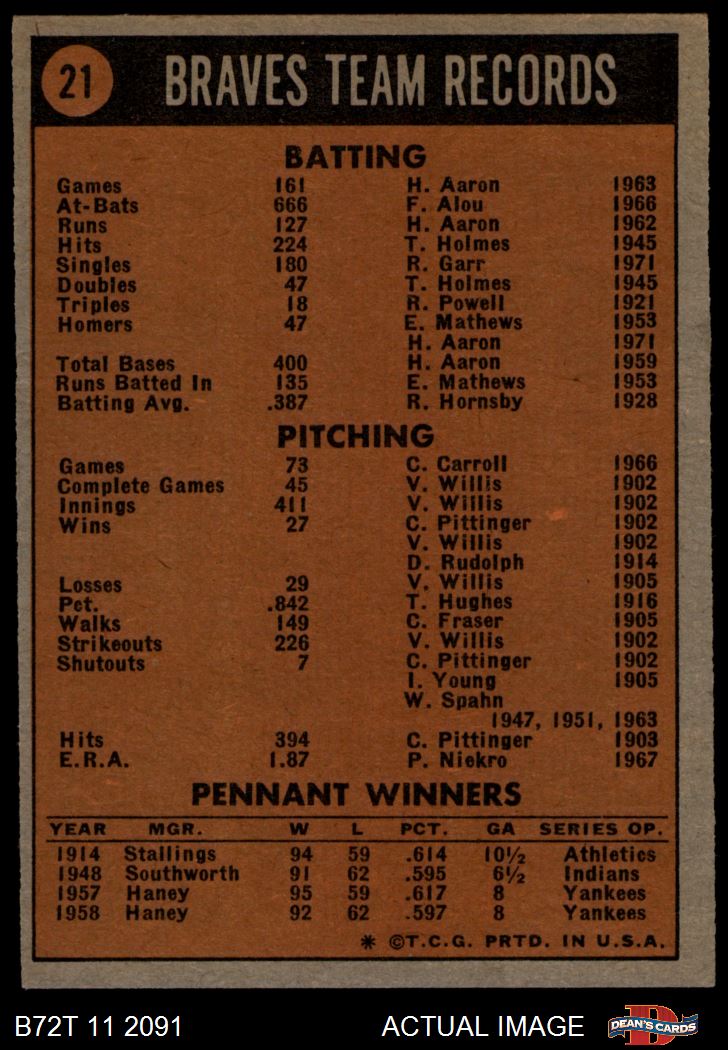 21 BRAVES TEAM RECORDS
BATTING
Games 161 H. Aaron 1963
At-Bats 666 F. Alou 1966
Runs 127 H. Aaron 1962
Hits 224 T. Holmes 1945
Singles 180 R. Garr 1971
Doubles 47 T. Holmes 1945
Triples 18 R. Powell 1921
Homers 47 E. Mathews 1953
H. Aaron 1971
Total Bases 400 H. Aaron 1959
Runs Batted In 135 E. Mathews 1953
Batting Avg. .387 R. Hornsby 1928
PITCHING
Games 73 C. Carroll 1966
Complete Games 45 V. Willis 1902
Innings 411 V. Willis 1902
Wins 27 C. Pittinger 1902
V. Willis 1902
D. Rudolph 1914
Losses 29 V. Willis 1905
Pct. .842 T. Hughes 1916
Walks 149 C. Fraser 1905
Strikeouts 226 V. Willis 1902
Shutouts 7 C. Pittinger 1902
I. Young 1905
W. Spahn
1947, 1951, 1963
Hits 394 C. Pittinger 1903
E.R.A. 1.87 P. Niekro 1967
PENNANT WINNERS
YEAR MGR. W L PCT. GA SERIES OP.
1914 Stallings 94 59 .614 10½ Athletics
1948 Southworth 91 62 .595 6½ Indians
1957 Haney 95 59 .617 8 Yankees
1958 Haney 92 62 .597 8 Yankees
* ©T.C.G. PRTD. IN U.S.A.
B72T 11 2091 ACTUAL IMAGE D DEAN'S CARDS